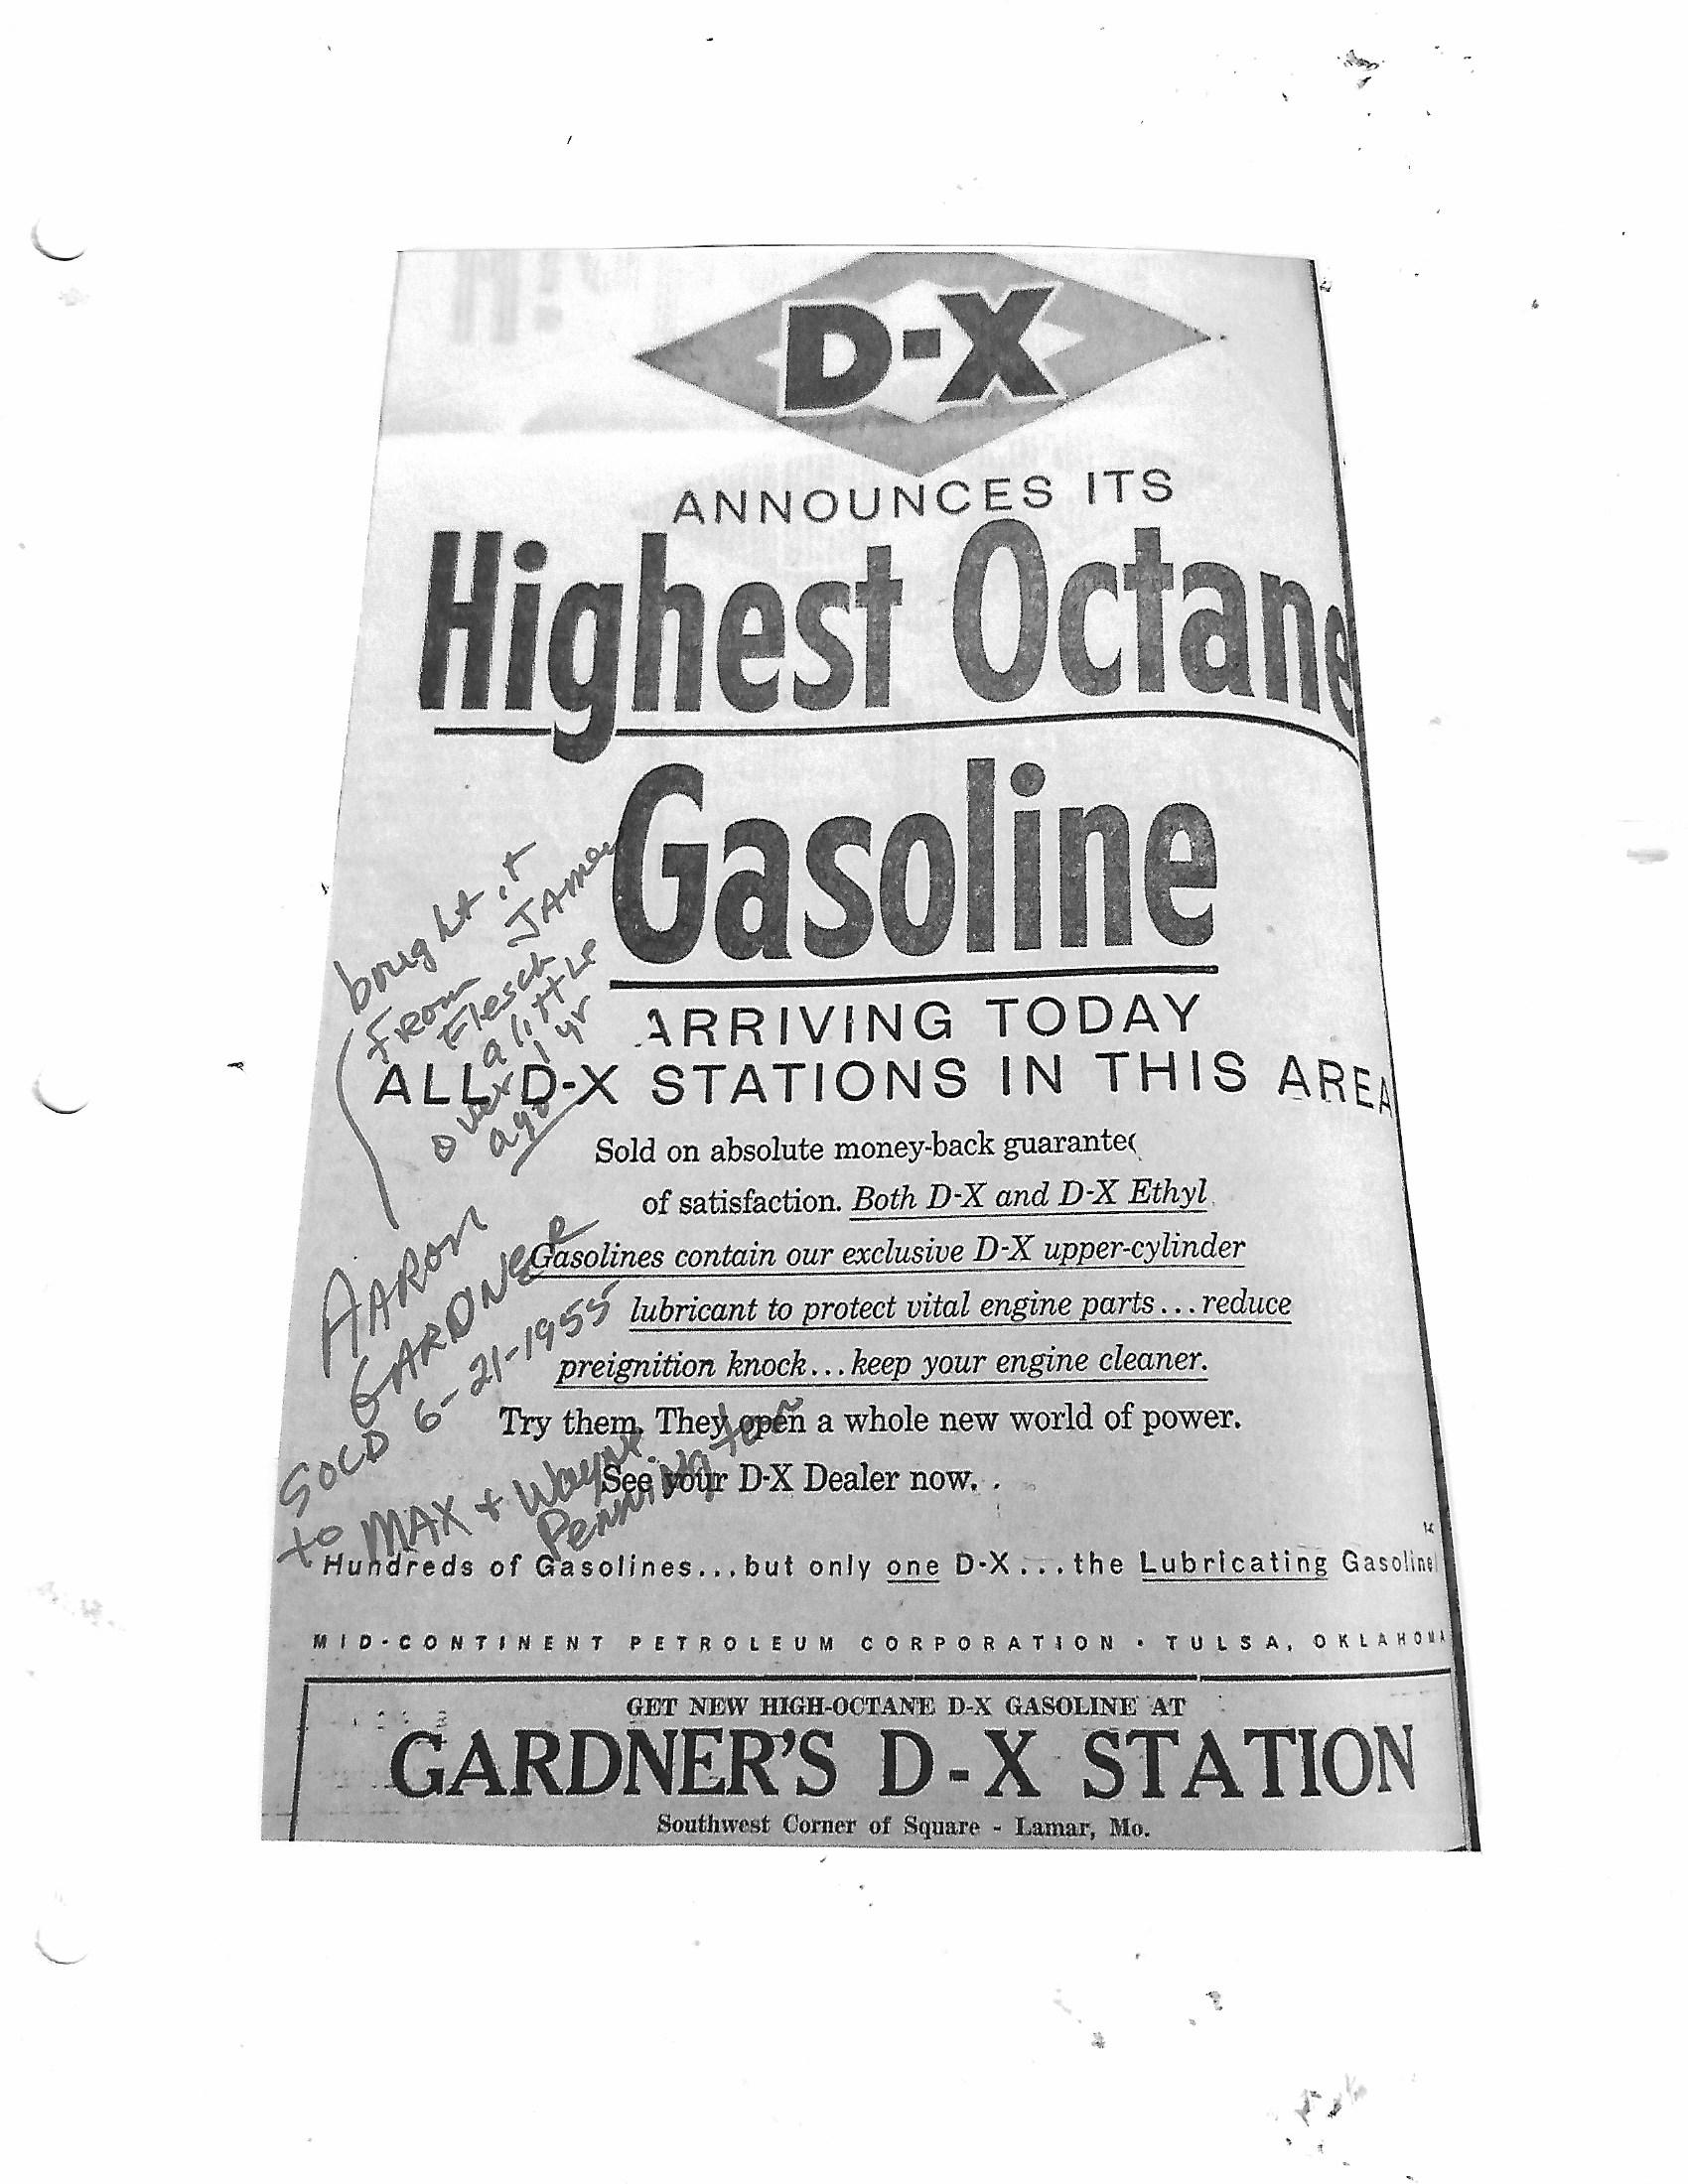 D-X
ANNOUNCES ITS
Highest Octane
Gasoline
ARRIVING TODAY
ALL D-X STATIONS IN THIS AREA
Sold on absolute money-back guarantee
of satisfaction. Both D-X and D-X Ethyl
Gasolines contain our exclusive D-X upper-cylinder
lubricant to protect vital engine parts...reduce
preignition knock...keep your engine cleaner.
Try them. They open a whole new world of power.
See your D-X Dealer now.
Hundreds of Gasolines...but only one D-X...the Lubricating Gasoline
MID-CONTINENT PETROLEUM CORPORATION • TULSA, OKLAHOMA
GET NEW HIGH-OCTANE D-X GASOLINE AT
GARDNER'S D-X STATION
Southwest Corner of Square - Lamar, Mo.
bought it
from James
Flesch
a little
over 1 yr
ago
AARON
GARDNER
SOLD 6-21-1955
to MAX + Wayne
Pennington